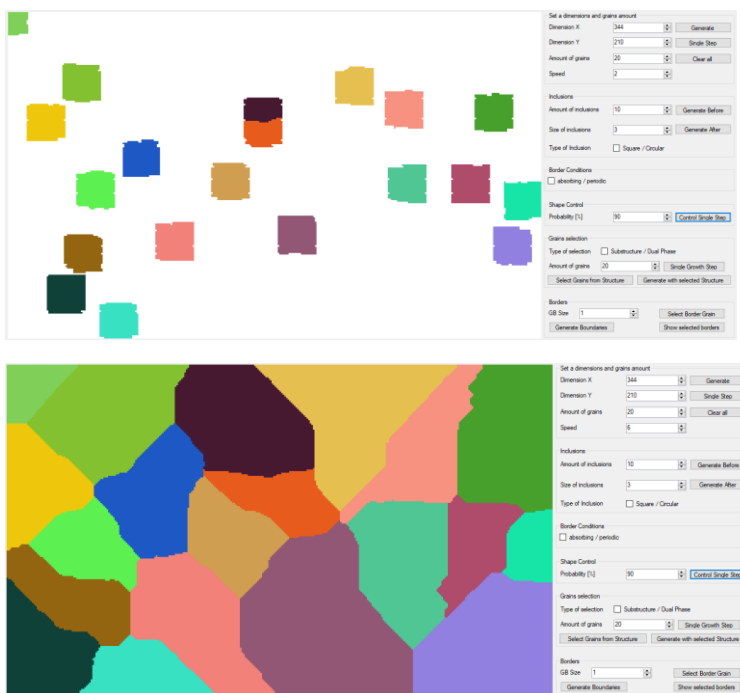 Set a dimensions and grains amount
Dimension X 344 Generate
Dimension Y 210 Single Step
Amount of grains 20 Clear all
Speed 2
Inclusions
Amount of inclusions 10 Generate Before
Size of inclusions 3 Generate After
Type of Inclusion Square / Circular
Border Conditions
absorbing / periodic
Shape Control
Probability [%] 90 Control Single Step
Grains selection
Type of selection Substructure / Dual Phase
Amount of grains 20 Single Growth Step
Select Grains from Structure Generate with selected Structure
Borders
GB Size 1 Select Border Grain
Generate Boundaries Show selected borders
Set a dimensions and grains amount
Dimension X 344 Generate
Dimension Y 210 Single Step
Amount of grains 20 Clear all
Speed 6
Inclusions
Amount of inclusions 10 Generate Before
Size of inclusions 3 Generate After
Type of Inclusion Square / Circular
Border Conditions
absorbing / periodic
Shape Control
Probability [%] 90 Control Single Step
Grains selection
Type of selection Substructure / Dual Phase
Amount of grains 20 Single Growth Step
Select Grains from Structure Generate with selected Structure
Borders
GB Size 1 Select Border Grain
Generate Boundaries Show selected borders